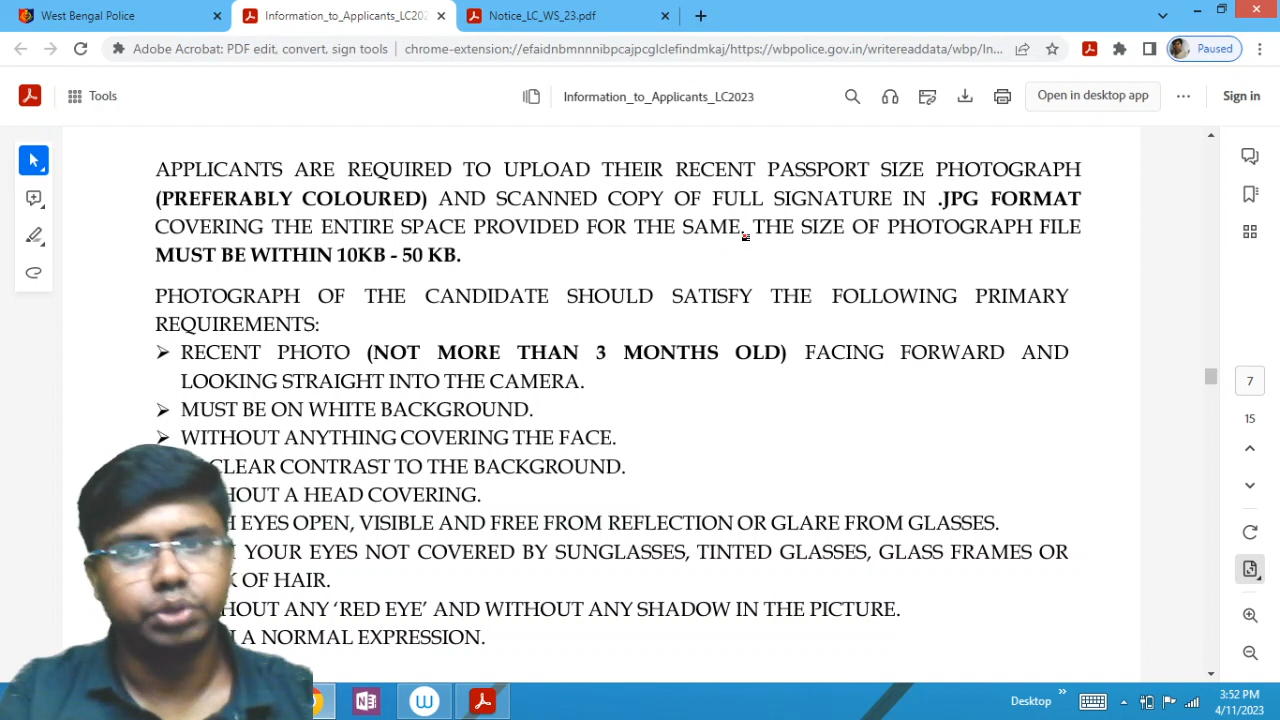 West Bengal Police
Information_to_Applicants_LC202
Notice_LC_WS_23.pdf
Adobe Acrobat: PDF edit, convert, sign tools
chrome-extension://efaidnbmnnnibpcajpcglclefindmkaj/https://wbpolice.gov.in/writereaddata/wbp/In...
Paused
Tools
Information_to_Applicants_LC2023
Open in desktop app
Sign in
APPLICANTS ARE REQUIRED TO UPLOAD THEIR RECENT PASSPORT SIZE PHOTOGRAPH
(PREFERABLY COLOURED) AND SCANNED COPY OF FULL SIGNATURE IN .JPG FORMAT
COVERING THE ENTIRE SPACE PROVIDED FOR THE SAME. THE SIZE OF PHOTOGRAPH FILE
MUST BE WITHIN 10KB - 50 KB.
PHOTOGRAPH OF THE CANDIDATE SHOULD SATISFY THE FOLLOWING PRIMARY
REQUIREMENTS:
➢ RECENT PHOTO (NOT MORE THAN 3 MONTHS OLD) FACING FORWARD AND
LOOKING STRAIGHT INTO THE CAMERA.
➢ MUST BE ON WHITE BACKGROUND.
➢ WITHOUT ANYTHING COVERING THE FACE.
CLEAR CONTRAST TO THE BACKGROUND.
HOUT A HEAD COVERING.
H EYES OPEN, VISIBLE AND FREE FROM REFLECTION OR GLARE FROM GLASSES.
YOUR EYES NOT COVERED BY SUNGLASSES, TINTED GLASSES, GLASS FRAMES OR
K OF HAIR.
HOUT ANY ‘RED EYE’ AND WITHOUT ANY SHADOW IN THE PICTURE.
A NORMAL EXPRESSION.
7
15
Desktop
3:52 PM
4/11/2023